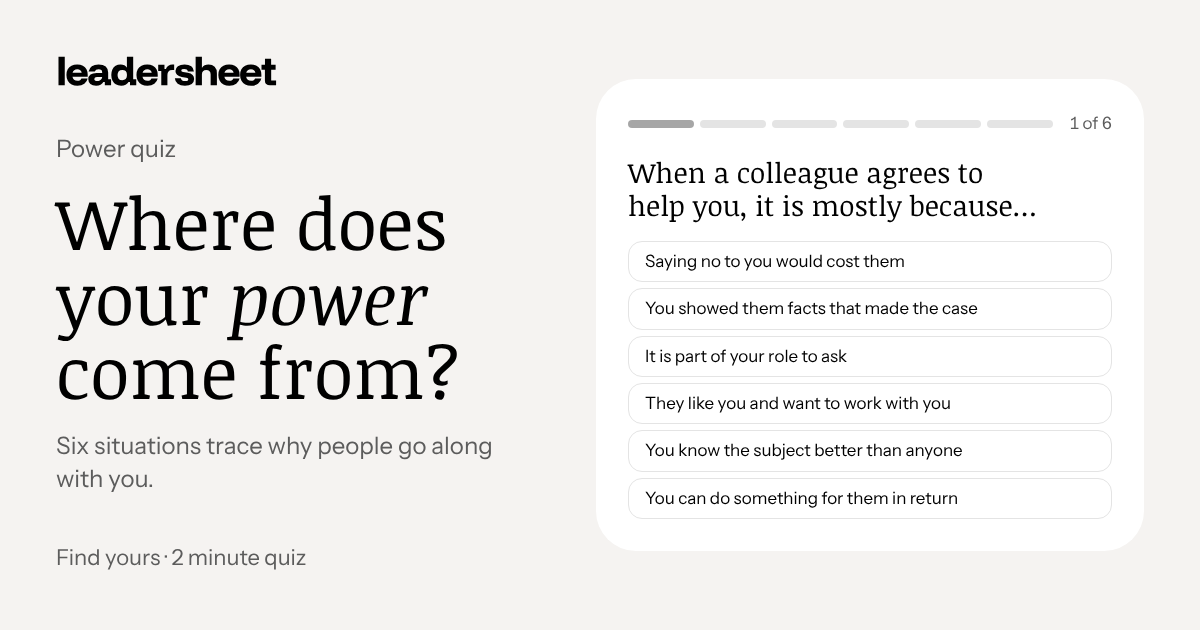 leadersheet
Power quiz
Where does
your power
come from?
Six situations trace why people go along
with you.
Find yours · 2 minute quiz
1 of 6
When a colleague agrees to
help you, it is mostly because…
Saying no to you would cost them
You showed them facts that made the case
It is part of your role to ask
They like you and want to work with you
You know the subject better than anyone
You can do something for them in return